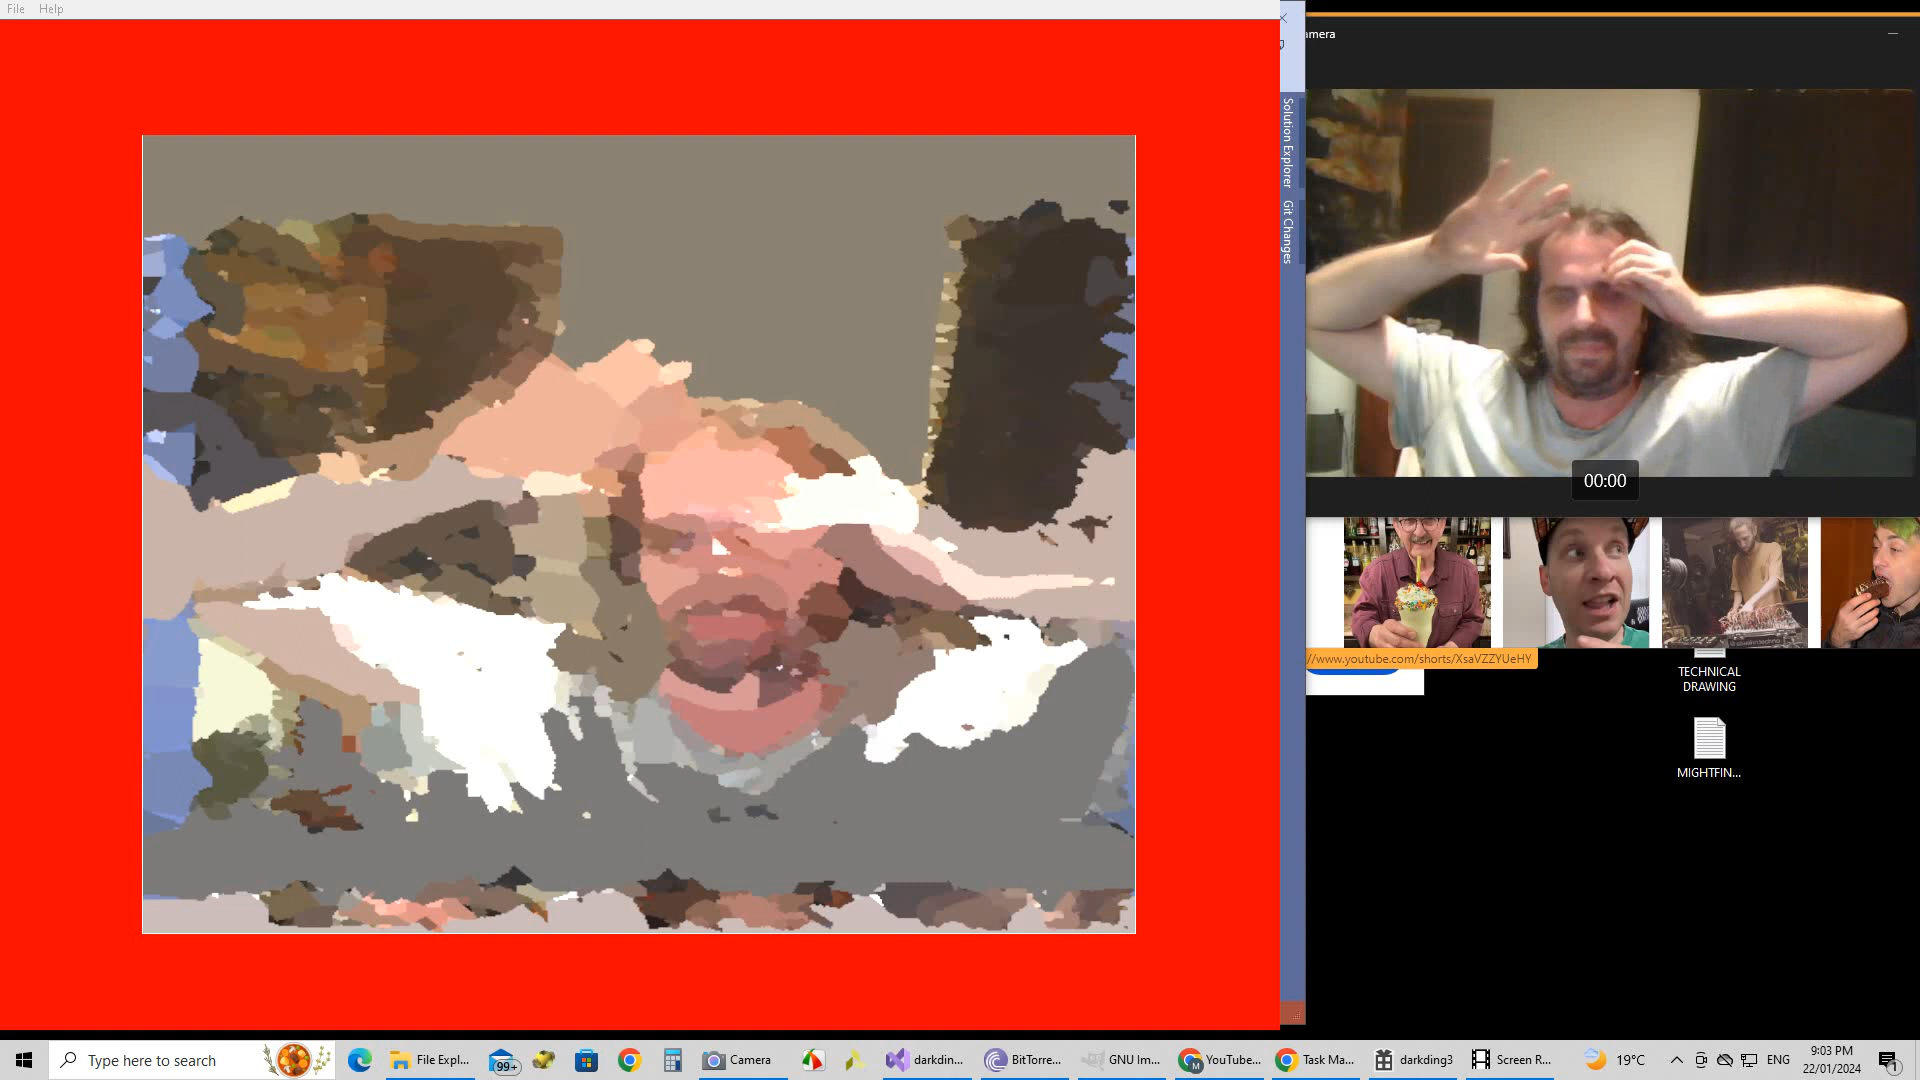 File Help
amera
Solution Explorer
Git Changes
00:00
//www.youtube.com/shorts/XsaVZZYUeHY
TECHNICAL
DRAWING
MIGHTFIN...
Type here to search
File Expl...
99+
Camera
darkdin...
BitTorre...
GNU Im...
M
YouTube...
Task Ma...
darkding3
Screen R...
19°C
ENG
9:03 PM
22/01/2024
1